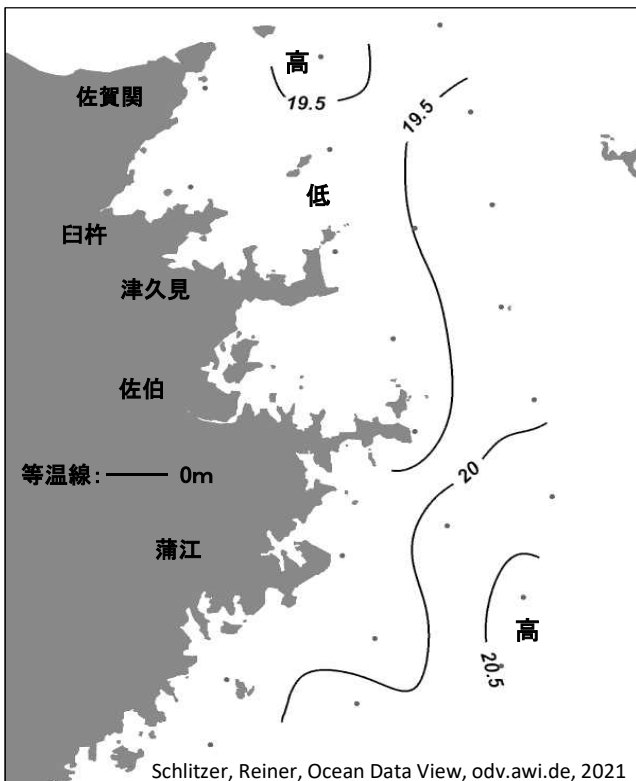 高
佐賀関
19.5
19.5
低
臼杵
津久見
佐伯
20
等温線： 0m
蒲江
高
20.5
Schlitzer, Reiner, Ocean Data View, odv.awi.de, 2021